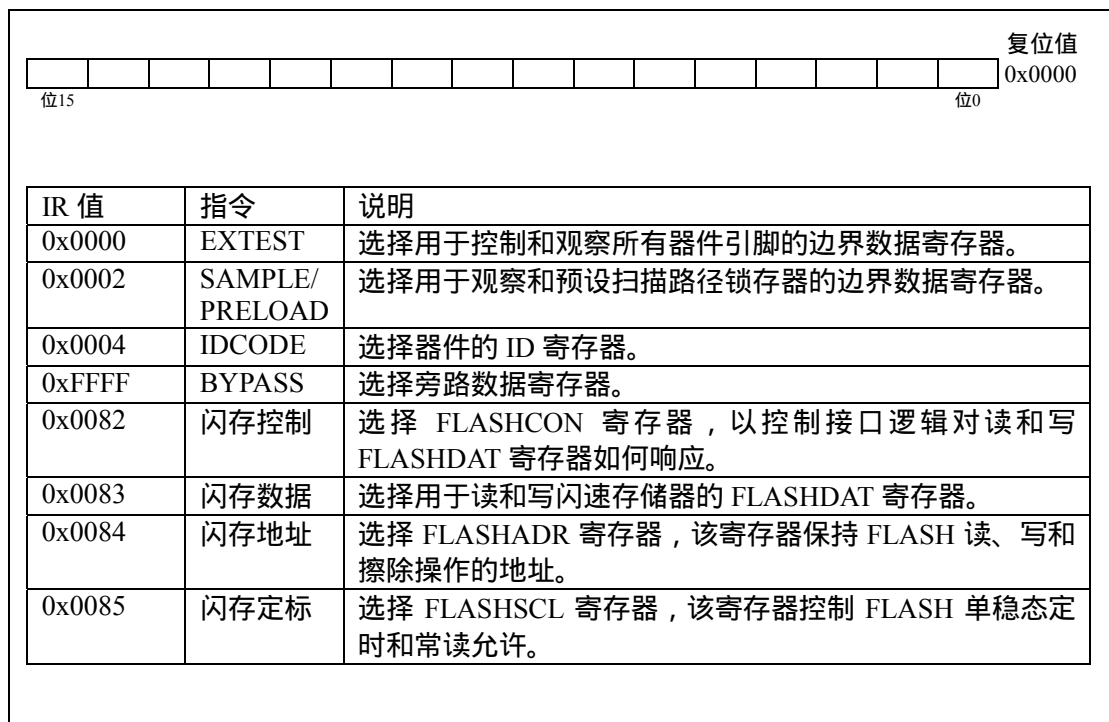 复位值
0x0000
位15
位0
IR 值 指令 说明
0x0000 EXTEST 选择用于控制和观察所有器件引脚的边界数据寄存器。
0x0002 SAMPLE/ 选择用于观察和预设扫描路径锁存器的边界数据寄存器。
PRELOAD
0x0004 IDCODE 选择器件的 ID 寄存器。
0xFFFF BYPASS 选择旁路数据寄存器。
0x0082 闪存控制 选择 FLASHCON 寄存器，以控制接口逻辑对读和写
FLASHDAT 寄存器如何响应。
0x0083 闪存数据 选择用于读和写闪速存储器的 FLASHDAT 寄存器。
0x0084 闪存地址 选择 FLASHADR 寄存器，该寄存器保持 FLASH 读、写和
擦除操作的地址。
0x0085 闪存定标 选择 FLASHSCL 寄存器，该寄存器控制 FLASH 单稳态定
时和常读允许。